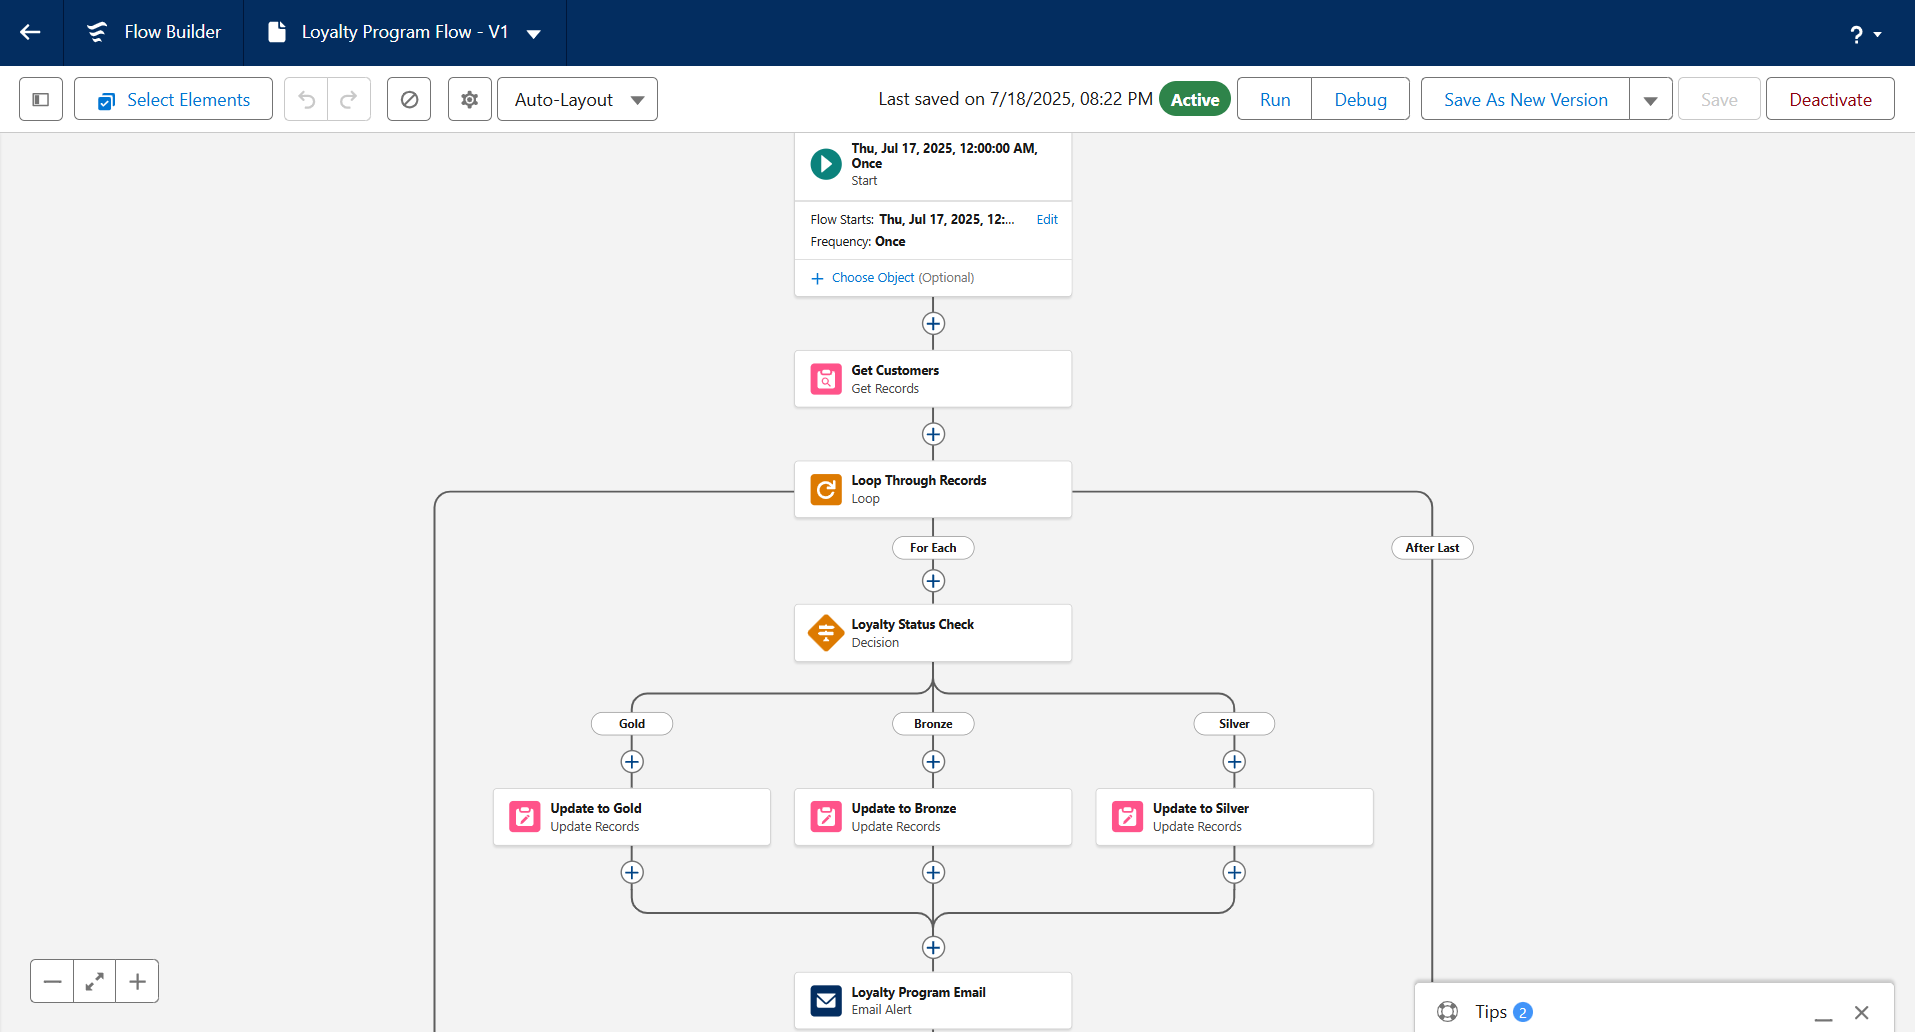 Flow Builder
Loyalty Program Flow - V1
?
Select Elements
Auto-Layout
Last saved on 7/18/2025, 08:22 PM
Active
Run
Debug
Save As New Version
Save
Deactivate
Thu, Jul 17, 2025, 12:00:00 AM,
Once
Start
Flow Starts: Thu, Jul 17, 2025, 12:...
Edit
Frequency: Once
+ Choose Object (Optional)
Get Customers
Get Records
Loop Through Records
Loop
For Each
After Last
Loyalty Status Check
Decision
Gold
Bronze
Silver
Update to Gold
Update Records
Update to Bronze
Update Records
Update to Silver
Update Records
Loyalty Program Email
Email Alert
Tips 2